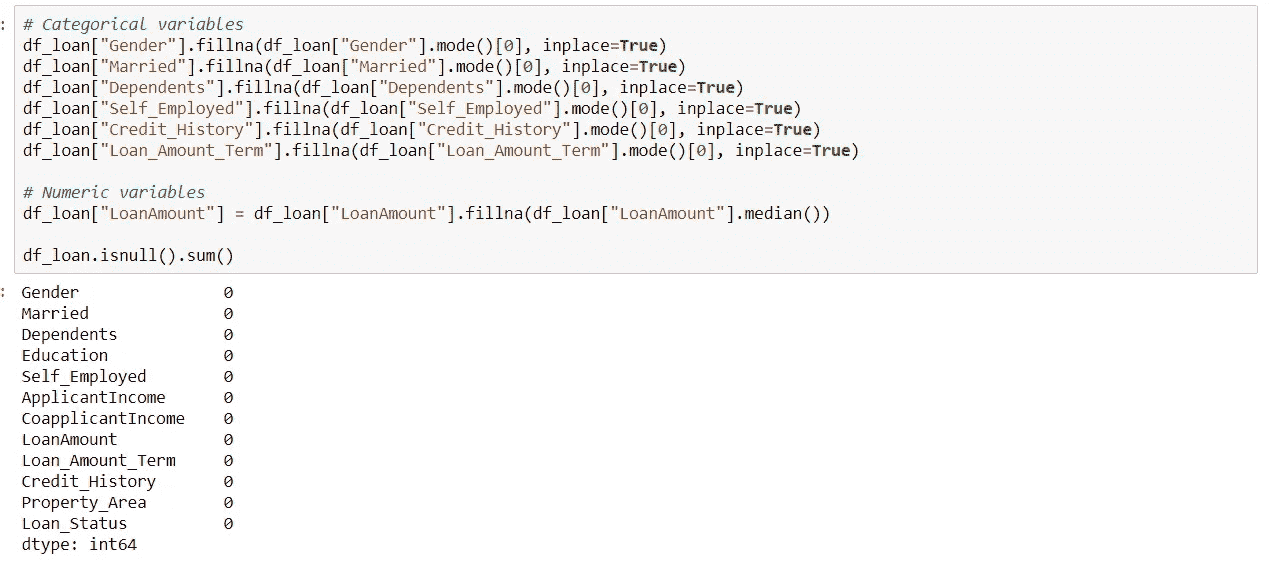 # Categorical variables
df_loan["Gender"].fillna(df_loan["Gender"].mode()[0], inplace=True)
df_loan["Married"].fillna(df_loan["Married"].mode()[0], inplace=True)
df_loan["Dependents"].fillna(df_loan["Dependents"].mode()[0], inplace=True)
df_loan["Self_Employed"].fillna(df_loan["Self_Employed"].mode()[0], inplace=True)
df_loan["Credit_History"].fillna(df_loan["Credit_History"].mode()[0], inplace=True)
df_loan["Loan_Amount_Term"].fillna(df_loan["Loan_Amount_Term"].mode()[0], inplace=True)
# Numeric variables
df_loan["LoanAmount"] = df_loan["LoanAmount"].fillna(df_loan["LoanAmount"].median())
df_loan.isnull().sum()
Gender 0
Married 0
Dependents 0
Education 0
Self_Employed 0
ApplicantIncome 0
CoapplicantIncome 0
LoanAmount 0
Loan_Amount_Term 0
Credit_History 0
Property_Area 0
Loan_Status 0
dtype: int64